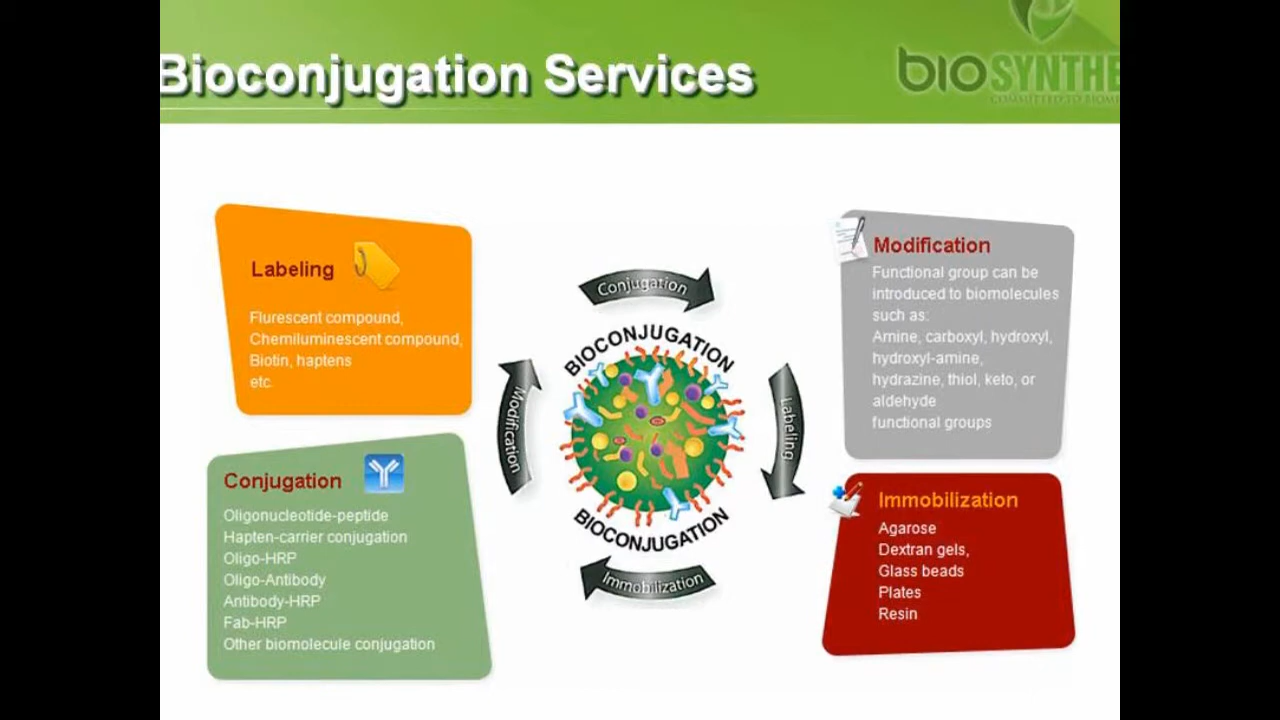 Bioconjugation Services
bioSYNTHE
COMMITTED TO BIOM
Labeling
Flurescent compound,
Chemiluminescent compound,
Biotin, haptens
etc.
Conjugation
Oligonucleotide-peptide
Hapten-carrier conjugation
Oligo-HRP
Oligo-Antibody
Antibody-HRP
Fab-HRP
Other biomolecule conjugation
Conjugation
Modification
BIOCONJUGATION
Labeling
BIOCONJUGATION
Immobilization
Modification
Functional group can be
introduced to biomolecules
such as:
Amine, carboxyl, hydroxyl,
hydroxyl-amine,
hydrazine, thiol, keto, or
aldehyde
functional groups
Immobilization
Agarose
Dextran gels,
Glass beads
Plates
Resin